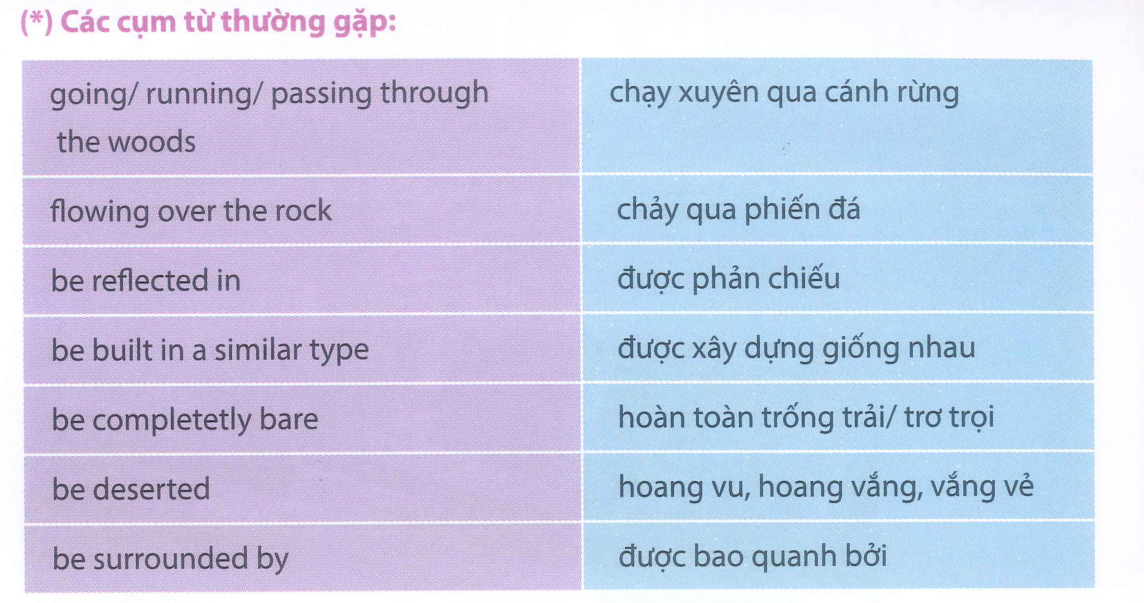 (*) Các cụm từ thường gặp:
going/ running/ passing through
the woods
chạy xuyên qua cánh rừng
flowing over the rock
chảy qua phiến đá
be reflected in
được phản chiếu
be built in a similar type
được xây dựng giống nhau
be completetly bare
hoàn toàn trống trải/ trơ trọi
be deserted
hoang vu, hoang vắng, vắng vẻ
be surrounded by
được bao quanh bởi